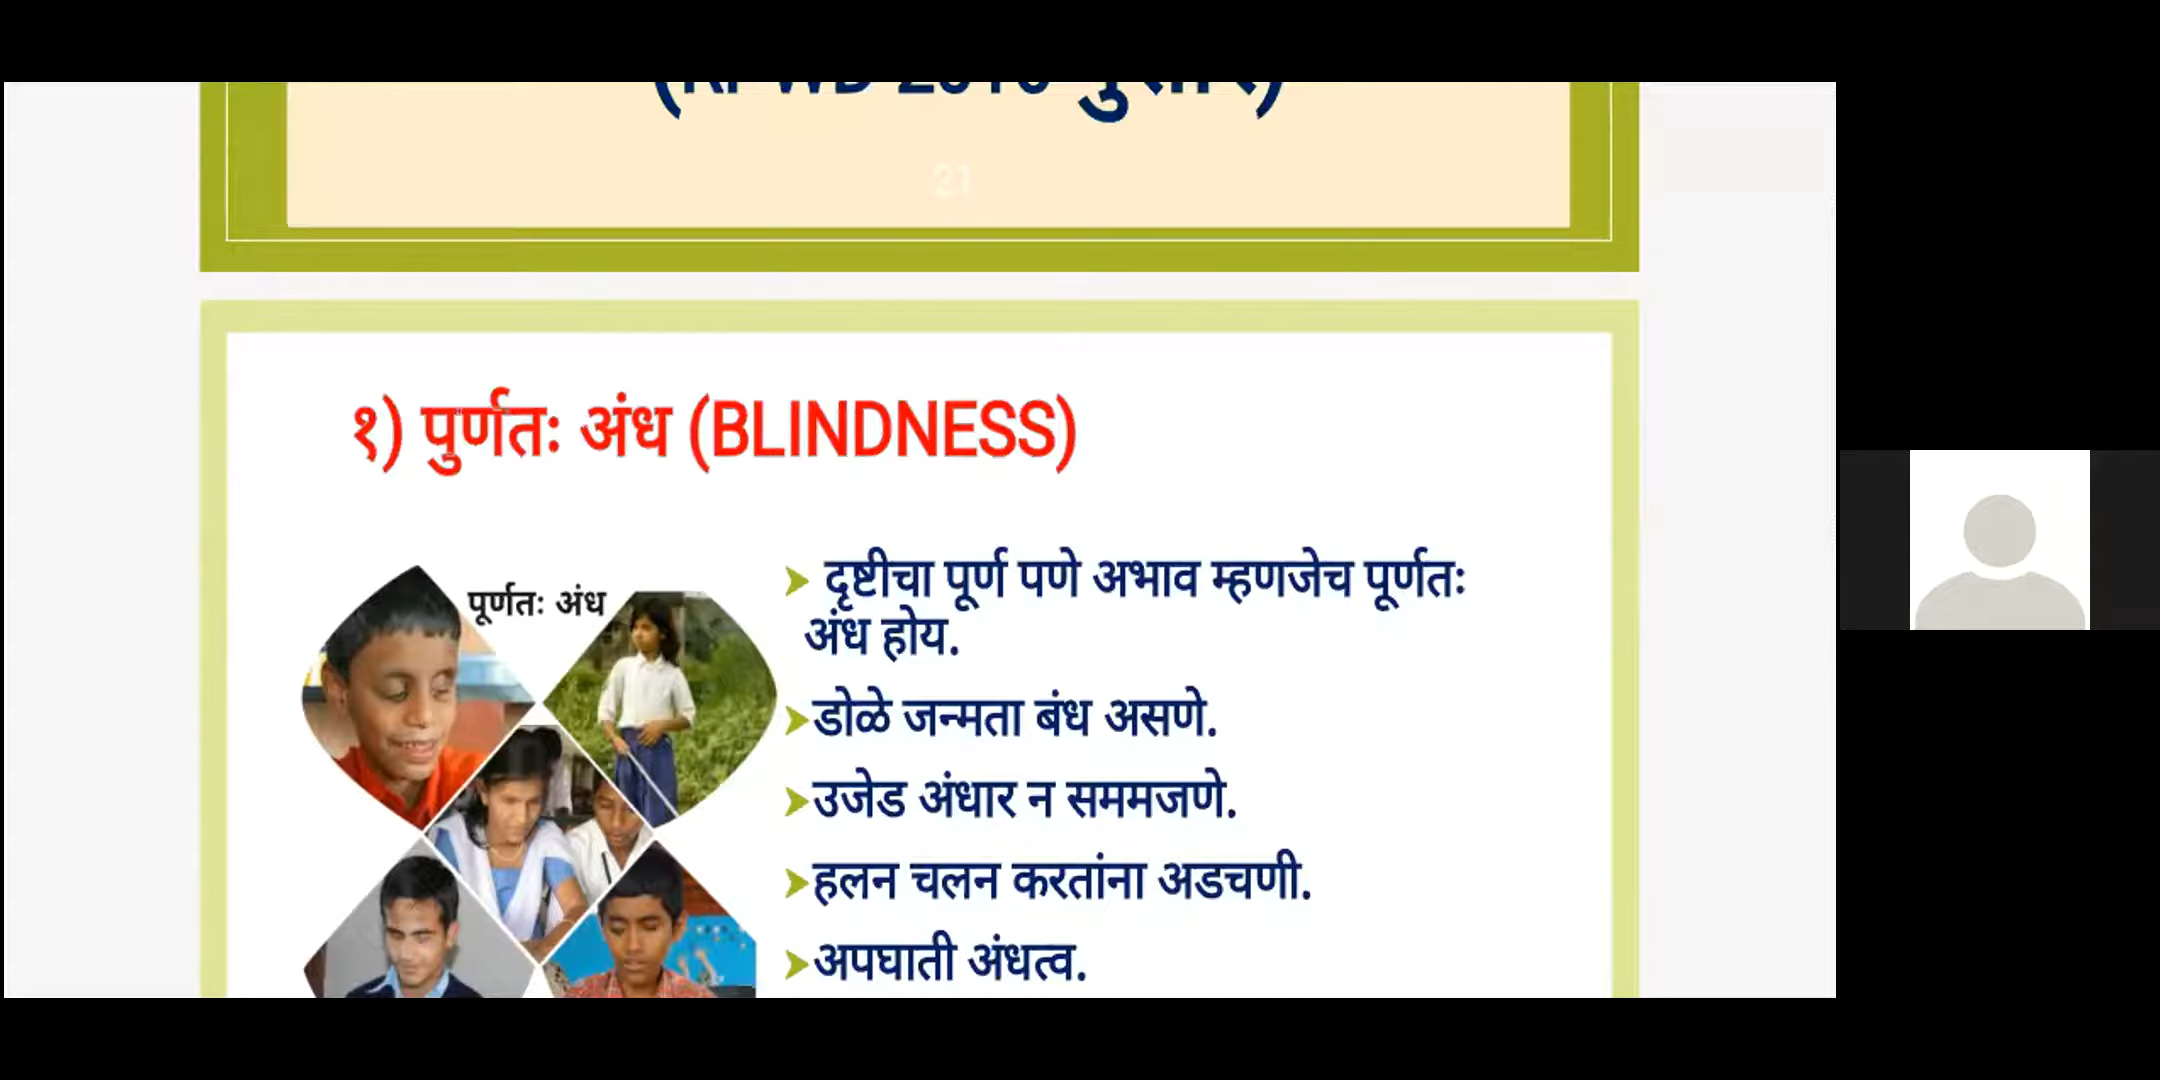 21
१) पुर्णतः अंध (BLINDNESS)
पूर्णतः अंध
➤ दृष्टीचा पूर्ण पणे अभाव म्हणजेच पूर्णतः
अंध होय.
➤डोळे जन्मता बंध असणे.
➤उजेड अंधार न सममजणे.
➤हलन चलन करतांना अडचणी.
➤अपघाती अंधत्व.